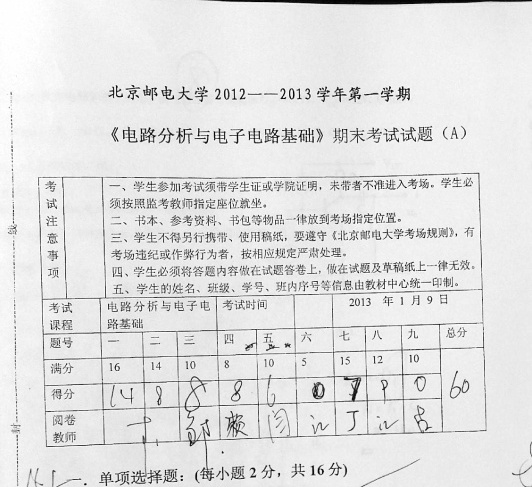 北京邮电大学 2012——2013 学年第一学期
《电路分析与电子电路基础》期末考试试题（A）
考试注意事项
一、学生参加考试须带学生证或学院证明，未带者不准进入考场。学生必
须按照监考教师指定座位就坐。
二、书本、参考资料、书包等物品一律放到考场指定位置。
三、学生不得另行携带、使用稿纸，要遵守《北京邮电大学考场规则》，有
考场违纪或作弊行为者，按相应规定严肃处理。
四、学生必须将答题内容做在试题答卷上，做在试题及草稿纸上一律无效。
五、学生的姓名、班级、学号、班内序号等信息由教材中心统一印制。
考试课程 电路分析与电子电路基础 考试时间 2013 年 1 月 9 日
题号 一 二 三 四 五 六 七 八 九 总分
满分 16 14 10 8 10 5 15 12 10
得分 14 8 8 8 6 0 7 9 0 60
阅卷教师
一. 单项选择题：(每小题 2 分，共 16 分)
线
封